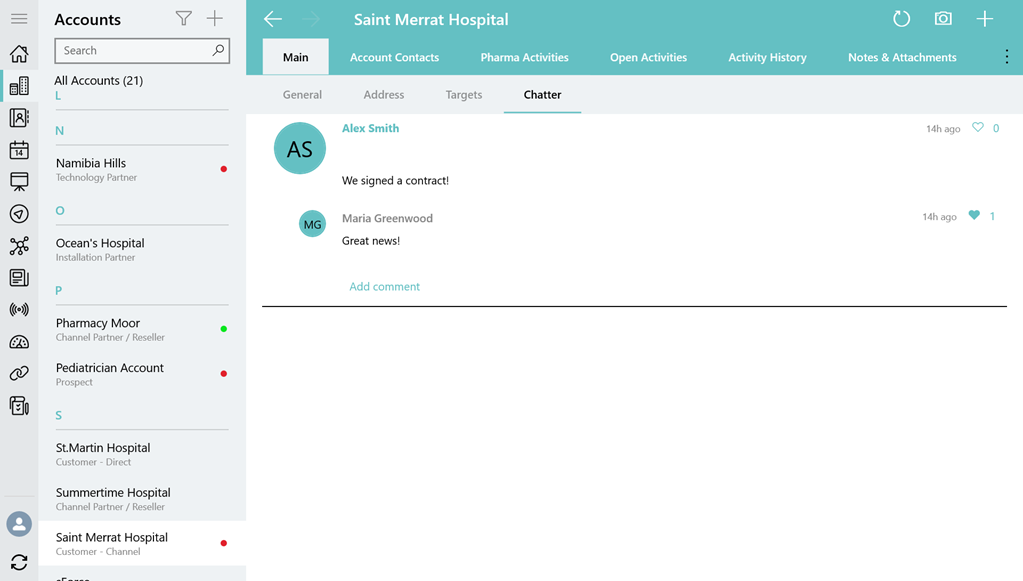 Accounts
Search
All Accounts (21)
L
N
Namibia Hills
Technology Partner
O
Ocean's Hospital
Installation Partner
P
Pharmacy Moor
Channel Partner / Reseller
Pediatrician Account
Prospect
S
St.Martin Hospital
Customer - Direct
Summertime Hospital
Channel Partner / Reseller
Saint Merrat Hospital
Customer - Channel
14
Saint Merrat Hospital
Main Account Contacts Pharma Activities Open Activities Activity History Notes & Attachments
General Address Targets Chatter
AS
Alex Smith 14h ago 0
We signed a contract!
MG
Maria Greenwood 14h ago 1
Great news!
Add comment